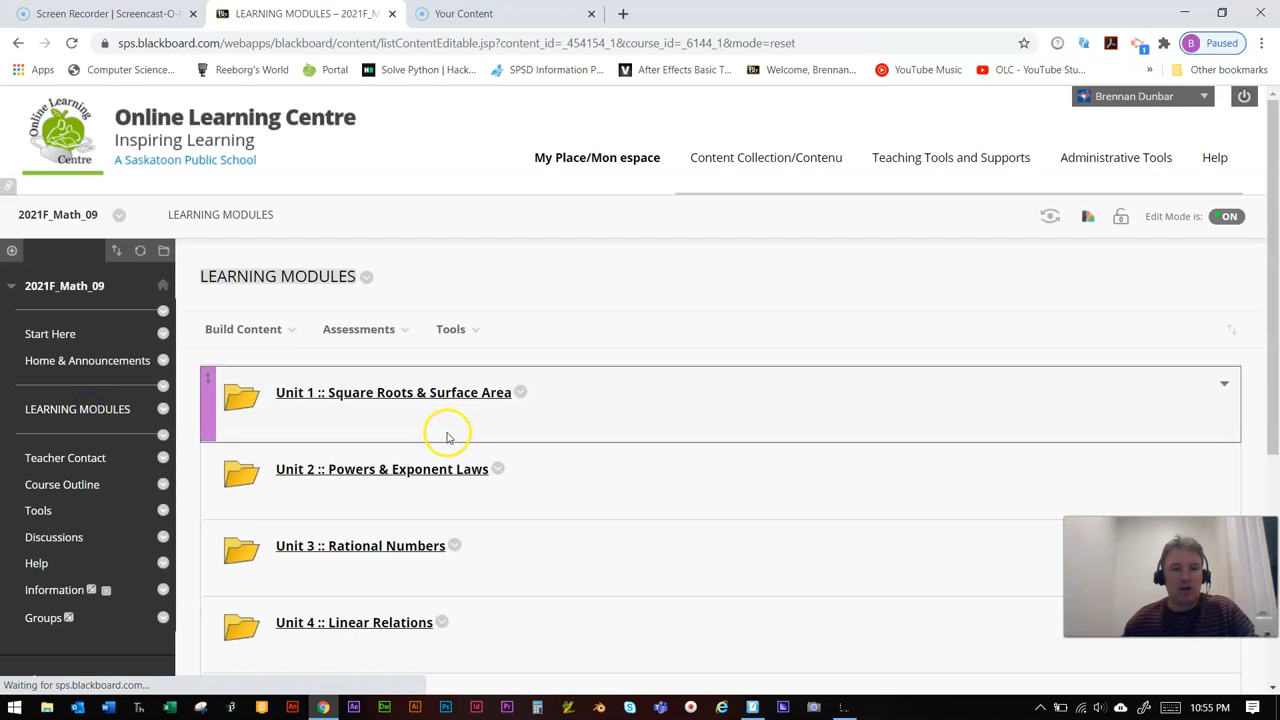 Screen Recorder | Screencast-O-
LEARNING MODULES – 2021F_M
Your Content
sps.blackboard.com/webapps/blackboard/content/listContentEditable.jsp?content_id=_454154_1&course_id=_6144_1&mode=reset
B Paused
Apps Computer Science... Reeborg's World Portal Solve Python | Hack... SPSD Information P... After Effects Basic T... Welcome, Brennan... YouTube Music OLC - YouTube Stu... » Other bookmarks
Brennan Dunbar
Online Learning Centre
Online Learning Centre
Inspiring Learning
A Saskatoon Public School
My Place/Mon espace Content Collection/Contenu Teaching Tools and Supports Administrative Tools Help
2021F_Math_09 LEARNING MODULES Edit Mode is: ON
2021F_Math_09
Start Here
Home & Announcements
LEARNING MODULES
Teacher Contact
Course Outline
Tools
Discussions
Help
Information
Groups
LEARNING MODULES
Build Content Assessments Tools
Unit 1 :: Square Roots & Surface Area
Unit 2 :: Powers & Exponent Laws
Unit 3 :: Rational Numbers
Unit 4 :: Linear Relations
Waiting for sps.blackboard.com...
10:55 PM